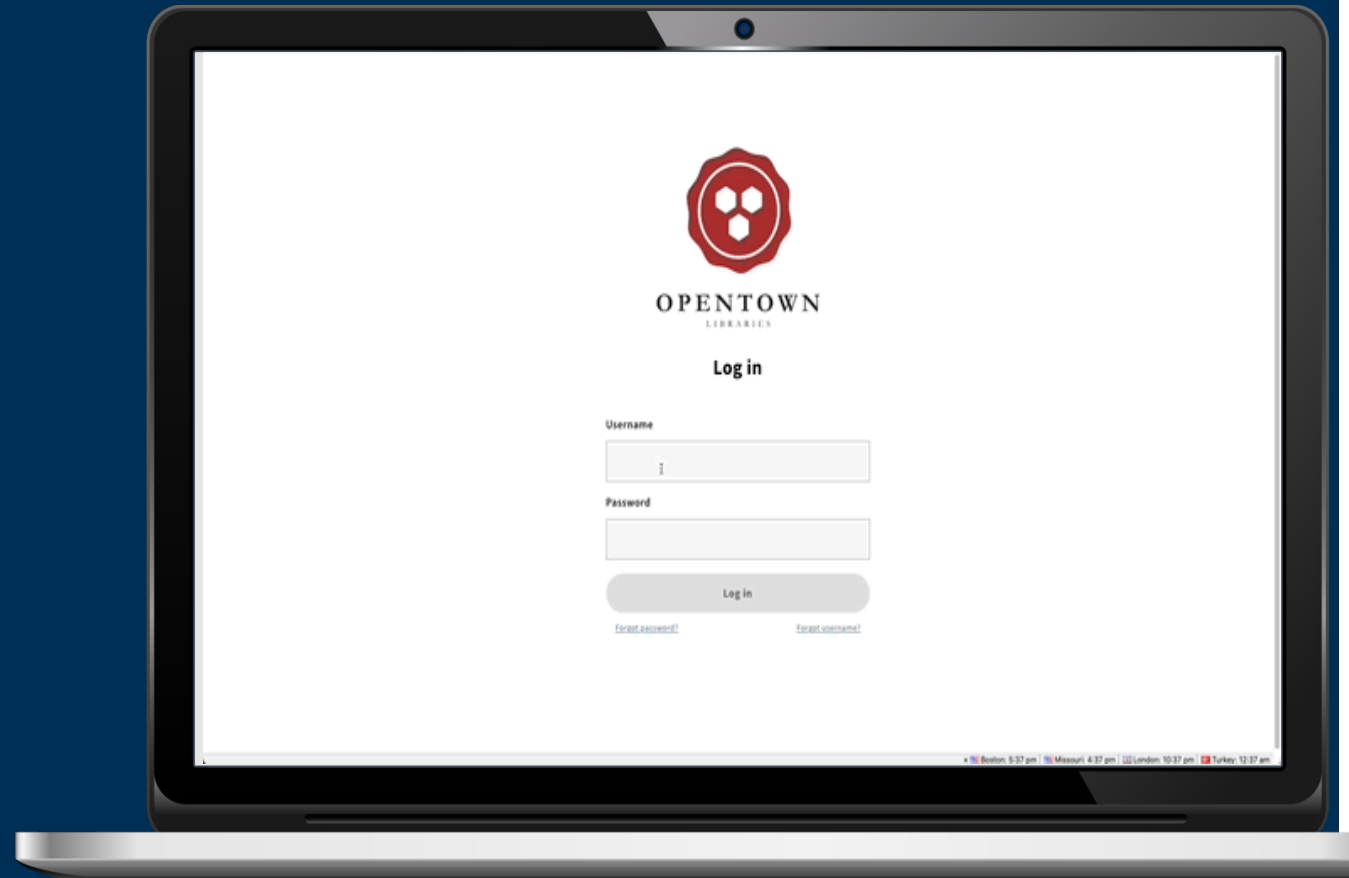 OPENTOWN
LIBRARIES
Log in
Username
Password
Log in
Forgot password? Forgot username?
× Boston: 5:37 pm Missouri: 4:37 pm London: 10:37 pm Turkey: 12:37 am